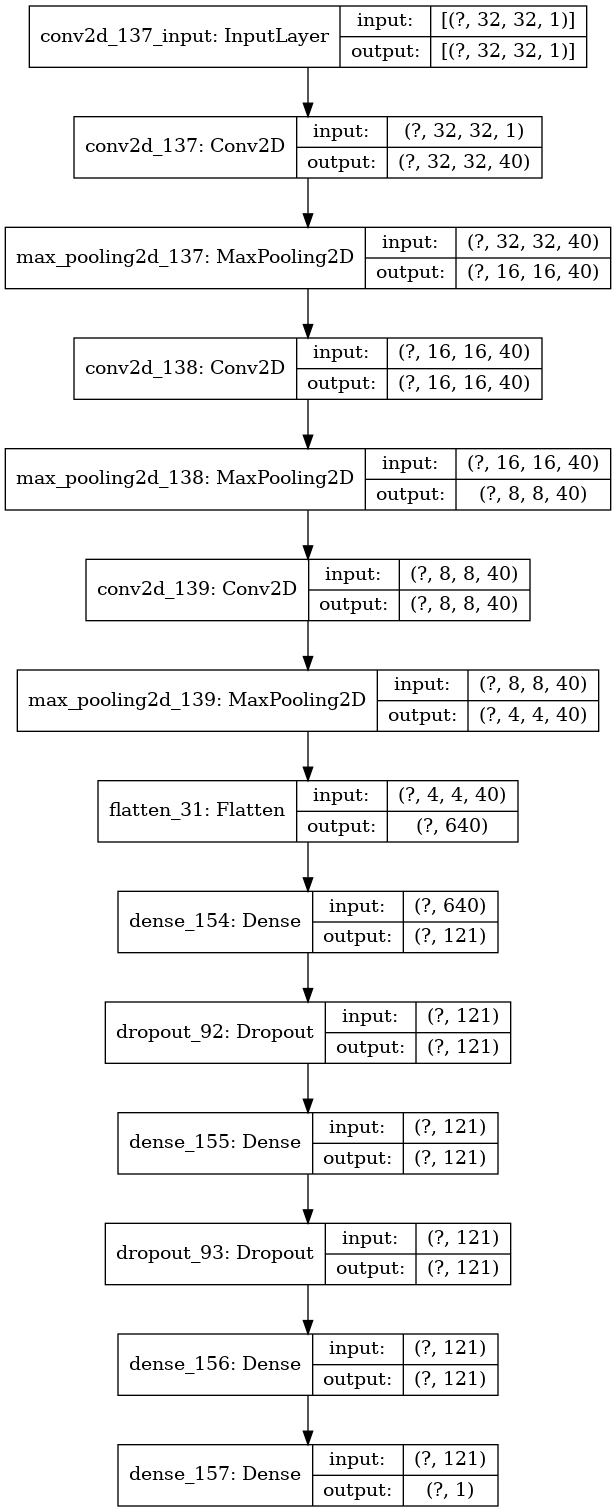 conv2d_137_input: InputLayer
input: [(?, 32, 32, 1)]
output: [(?, 32, 32, 1)]
conv2d_137: Conv2D
input: (?, 32, 32, 1)
output: (?, 32, 32, 40)
max_pooling2d_137: MaxPooling2D
input: (?, 32, 32, 40)
output: (?, 16, 16, 40)
conv2d_138: Conv2D
input: (?, 16, 16, 40)
output: (?, 16, 16, 40)
max_pooling2d_138: MaxPooling2D
input: (?, 16, 16, 40)
output: (?, 8, 8, 40)
conv2d_139: Conv2D
input: (?, 8, 8, 40)
output: (?, 8, 8, 40)
max_pooling2d_139: MaxPooling2D
input: (?, 8, 8, 40)
output: (?, 4, 4, 40)
flatten_31: Flatten
input: (?, 4, 4, 40)
output: (?, 640)
dense_154: Dense
input: (?, 640)
output: (?, 121)
dropout_92: Dropout
input: (?, 121)
output: (?, 121)
dense_155: Dense
input: (?, 121)
output: (?, 121)
dropout_93: Dropout
input: (?, 121)
output: (?, 121)
dense_156: Dense
input: (?, 121)
output: (?, 121)
dense_157: Dense
input: (?, 121)
output: (?, 1)